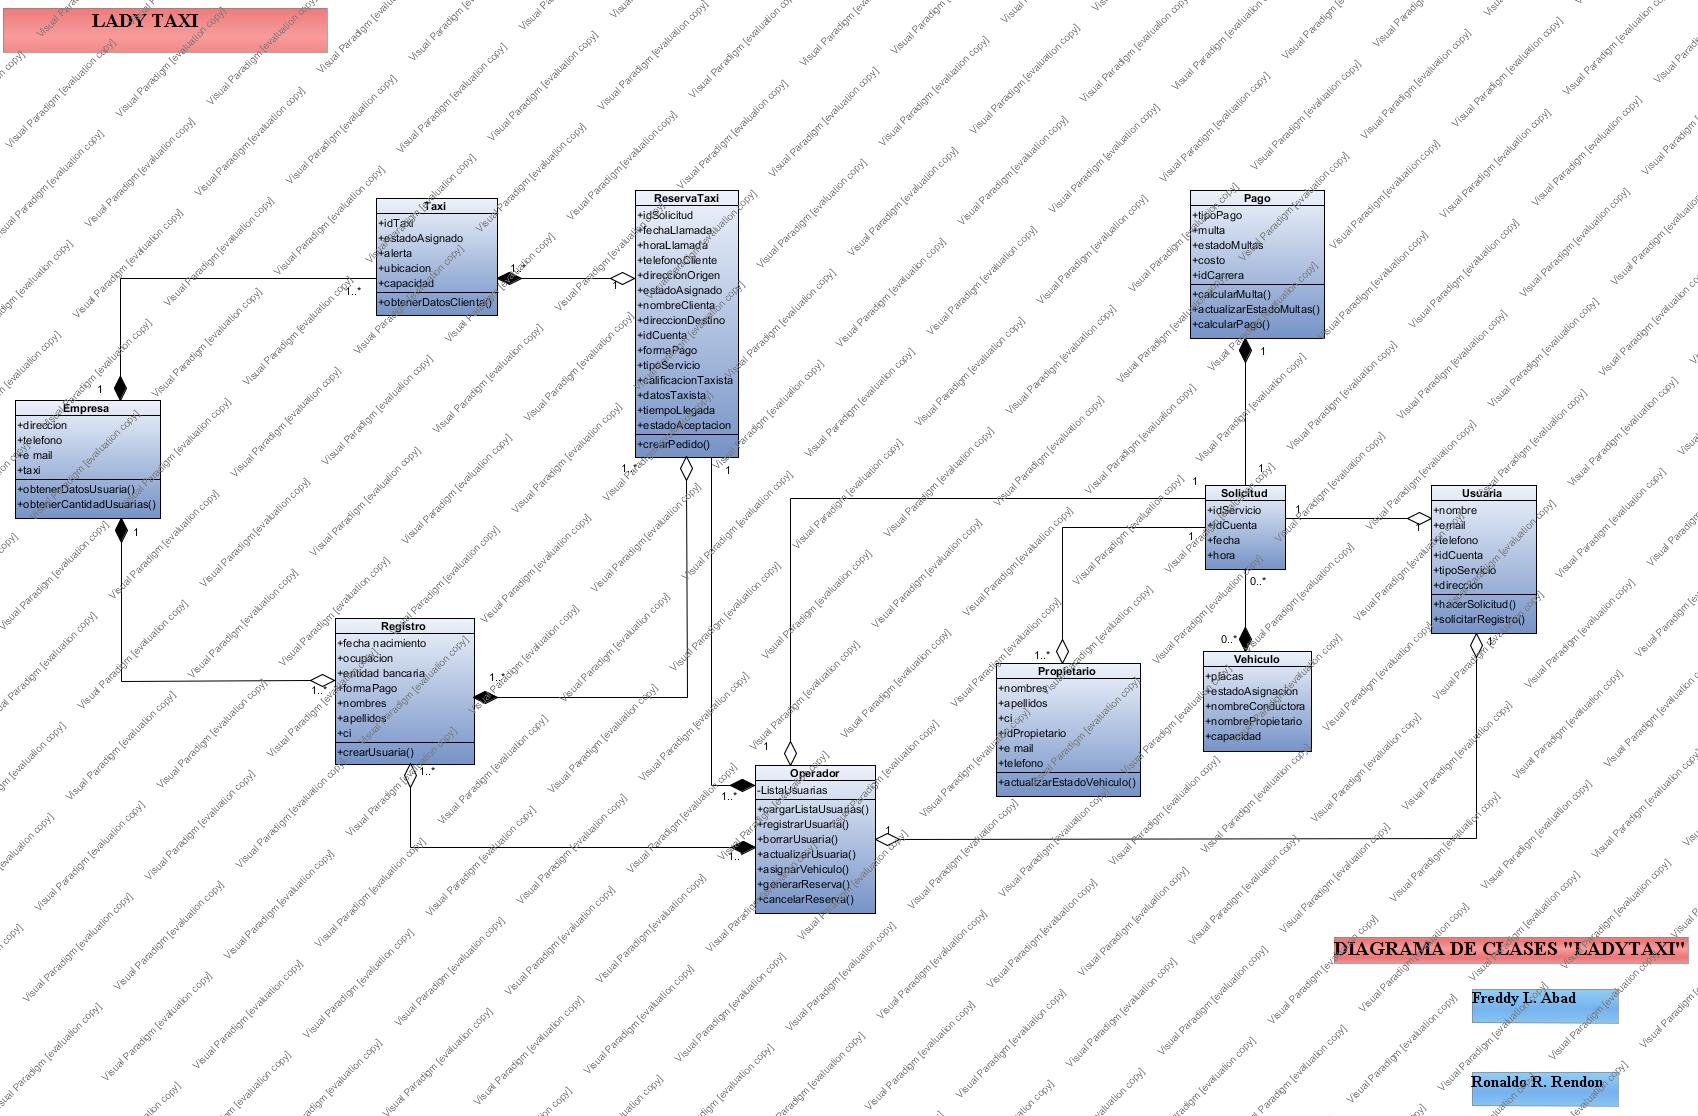 LADY TAXI
Taxi
+idTaxi
+estadoAsignado
+alerta
+ubicacion
+capacidad
+obtenerDatosClienta()
1..*
1..*
ReservaTaxi
+idSolicitud
+fechaLlamada
+horaLlamada
+telefonoCliente
+direccionOrigen
+estadoAsignado
+nombreClienta
+direccionDestino
+idCuenta
+formaPago
+tipoServicio
+calificacionTaxista
+datosTaxista
+tiempoLlegada
+estadoAceptacion
+crearPedido()
1
1..*
1
Pago
+tipoPago
+multa
+estadoMultas
+costo
+idCarrera
+calcularMulta()
+actualizarEstadoMultas()
+calcularPago()
1
1
Empresa
+direccion
+telefono
+e mail
+taxi
+obtenerDatosUsuaria()
+obtenerCantidadUsuarias()
1
1
Solicitud
+idServicio
+idCuenta
+fecha
+hora
1
1
1
0..*
Usuaria
+nombre
+email
+telefono
+idCuenta
+tipoServicio
+direccion
+hacerSolicitud()
+solicitarRegistro()
1
1
Registro
+fecha nacimiento
+ocupacion
+entidad bancaria
+formaPago
+nombres
+apellidos
+ci
+crearUsuaria()
1..*
1..*
1..*
Propietario
+nombres
+apellidos
+ci
+idPropietario
+e mail
+telefono
+actualizarEstadoVehiculo()
1..*
Vehiculo
+placas
+estadoAsignacion
+nombreConductora
+nombrePropietario
+capacidad
0..*
Operador
-ListaUsuarias
+cargarListaUsuarias()
+registrarUsuaria()
+borrarUsuaria()
+actualizarUsuaria()
+asignarVehiculo()
+generarReserva()
+cancelarReserva()
1
1..*
1..*
1
DIAGRAMA DE CLASES "LADYTAXI"
Freddy L. Abad
Ronaldo R. Rendon
Visual Paradigm [evaluation copy]